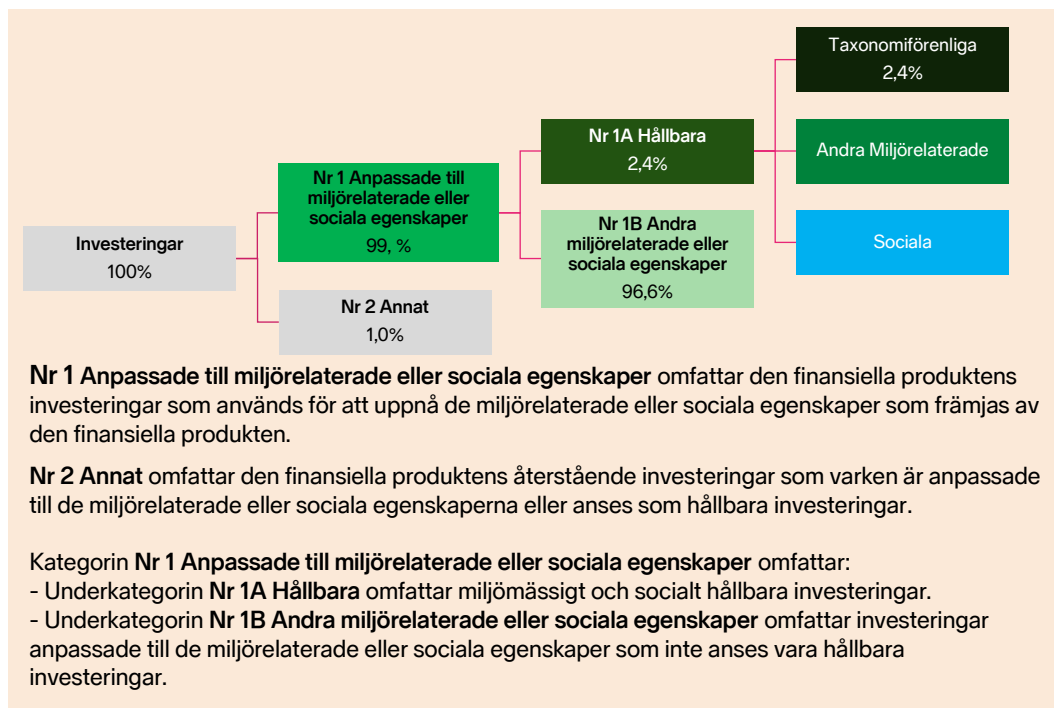 Taxonomiförenliga
2,4%
Nr 1A Hållbara
2,4%
Andra Miljörelaterade
Nr 1 Anpassade till
miljörelaterade eller
sociala egenskaper
99, %
Nr 1B Andra
miljörelaterade eller
sociala egenskaper
96,6%
Sociala
Investeringar
100%
Nr 2 Annat
1,0%
Nr 1 Anpassade till miljörelaterade eller sociala egenskaper omfattar den finansiella produktens
investeringar som används för att uppnå de miljörelaterade eller sociala egenskaper som främjas av
den finansiella produkten.
Nr 2 Annat omfattar den finansiella produktens återstående investeringar som varken är anpassade
till de miljörelaterade eller sociala egenskaperna eller anses som hållbara investeringar.
Kategorin Nr 1 Anpassade till miljörelaterade eller sociala egenskaper omfattar:
- Underkategorin Nr 1A Hållbara omfattar miljömässigt och socialt hållbara investeringar.
- Underkategorin Nr 1B Andra miljörelaterade eller sociala egenskaper omfattar investeringar
anpassade till de miljörelaterade eller sociala egenskaper som inte anses vara hållbara
investeringar.